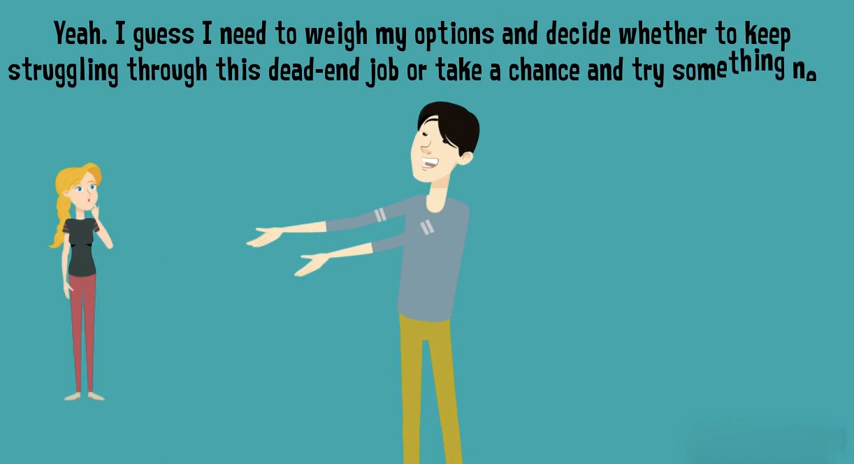 Yeah. I guess I need to weigh my options and decide whether to keep
struggling through this dead-end job or take a chance and try something